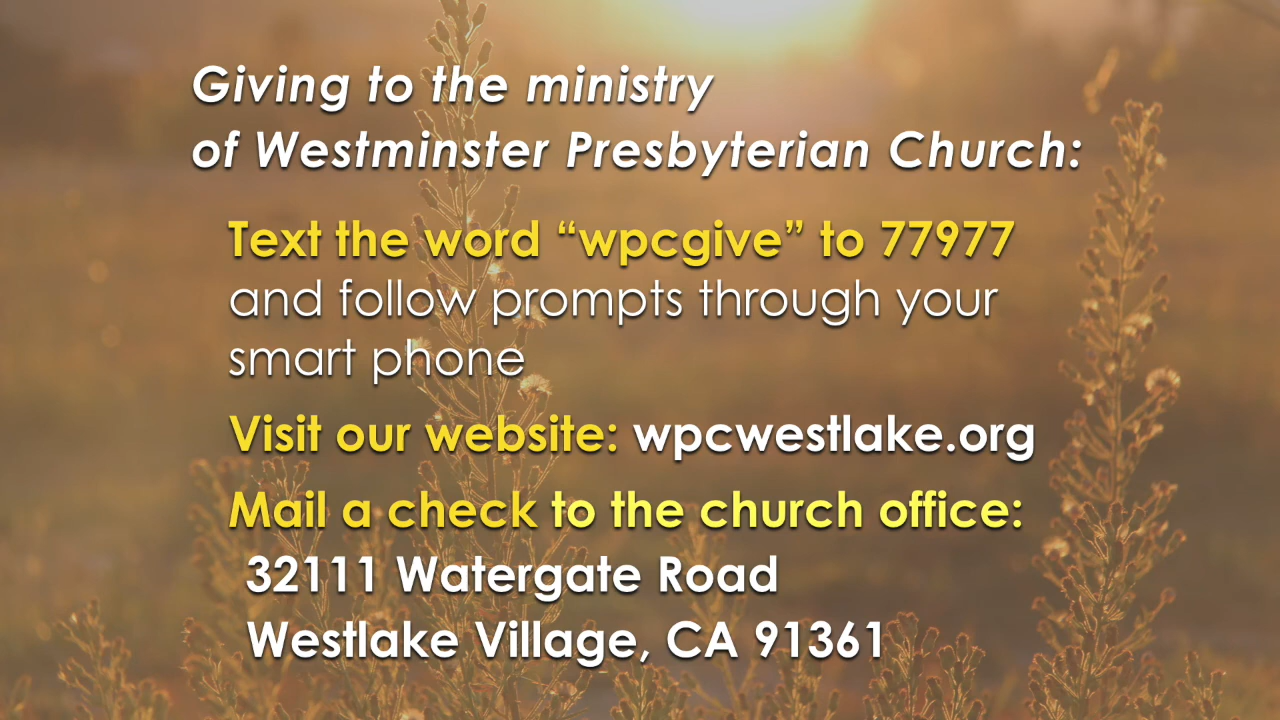 Giving to the ministry
of Westminster Presbyterian Church:
Text the word “wpcgive” to 77977
and follow prompts through your
smart phone
Visit our website: wpcwestlake.org
Mail a check to the church office:
32111 Watergate Road
Westlake Village, CA 91361